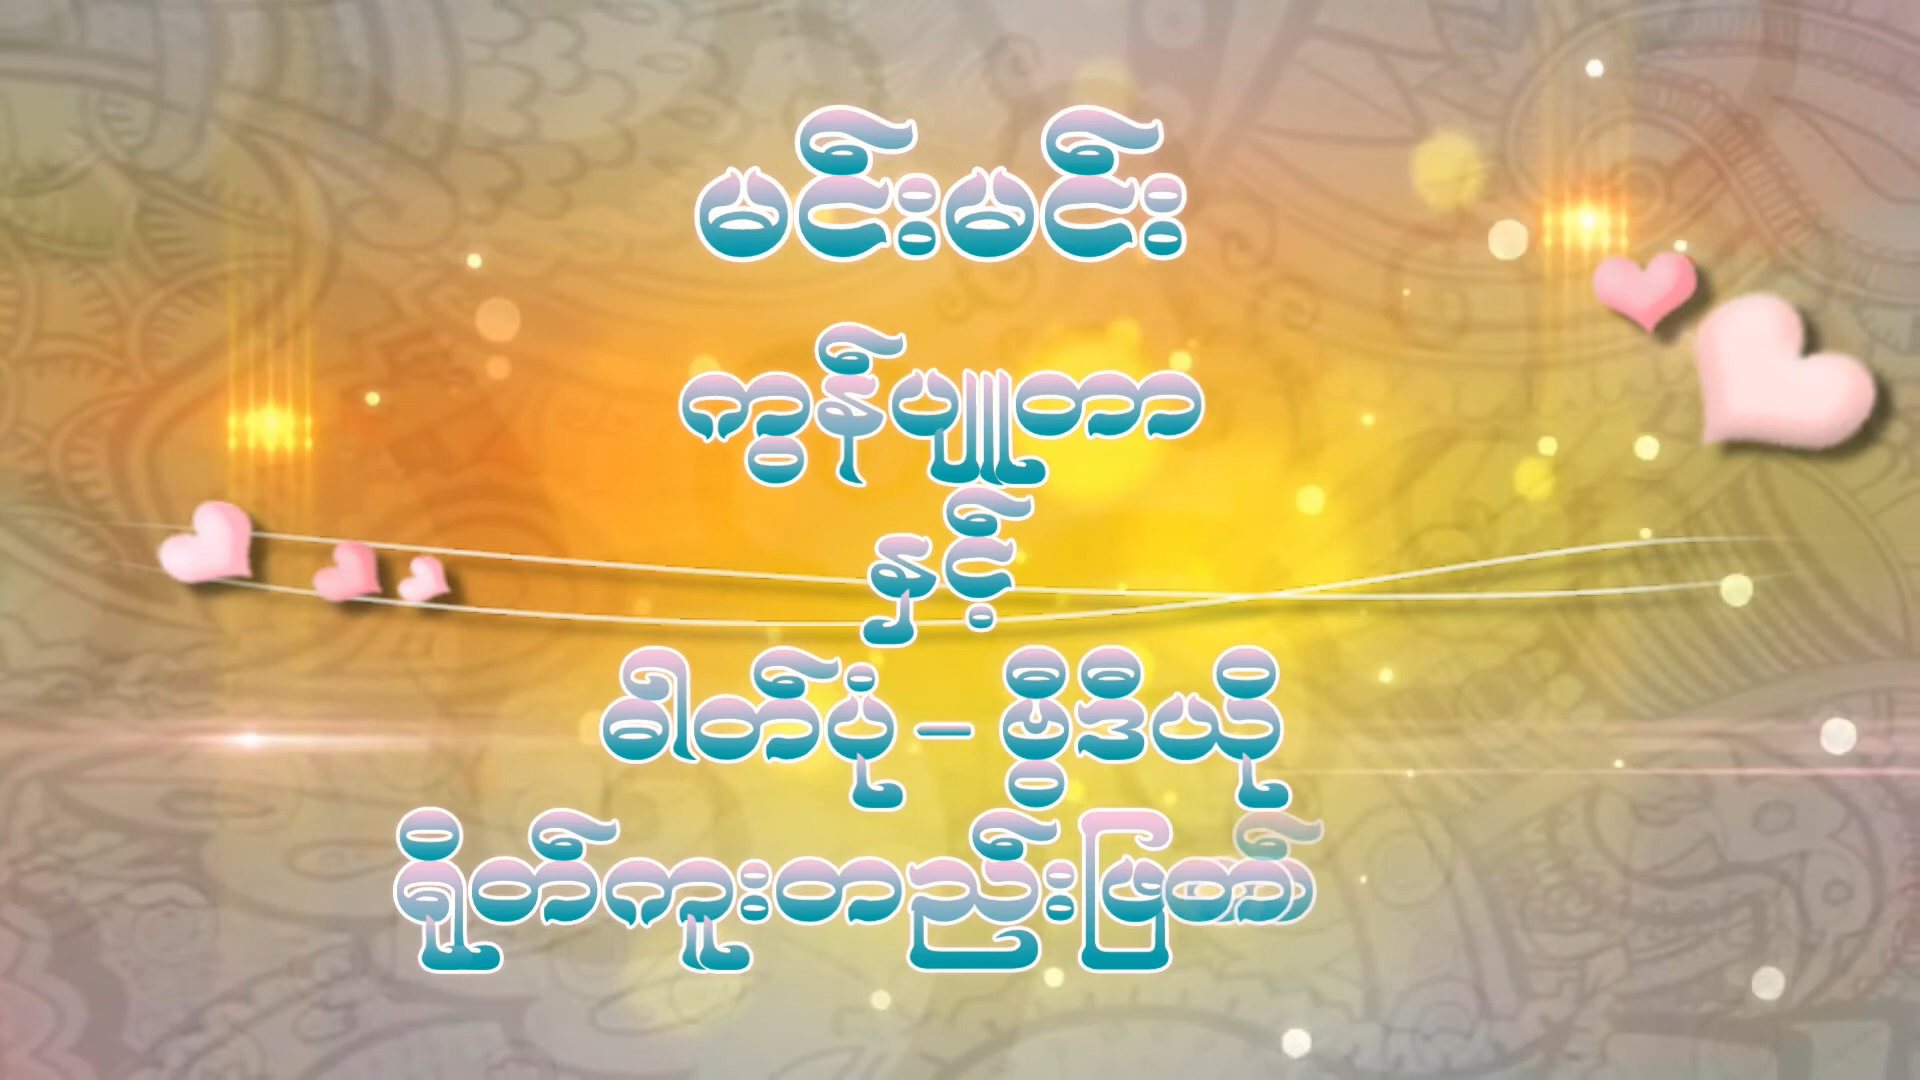 မင်းမင်း
ကွန်ပျူတာ
နှင့်
ဓါတ်ပုံ – ဗွီဒီယို
ရိုက်ကူးတည်းဖြတ်